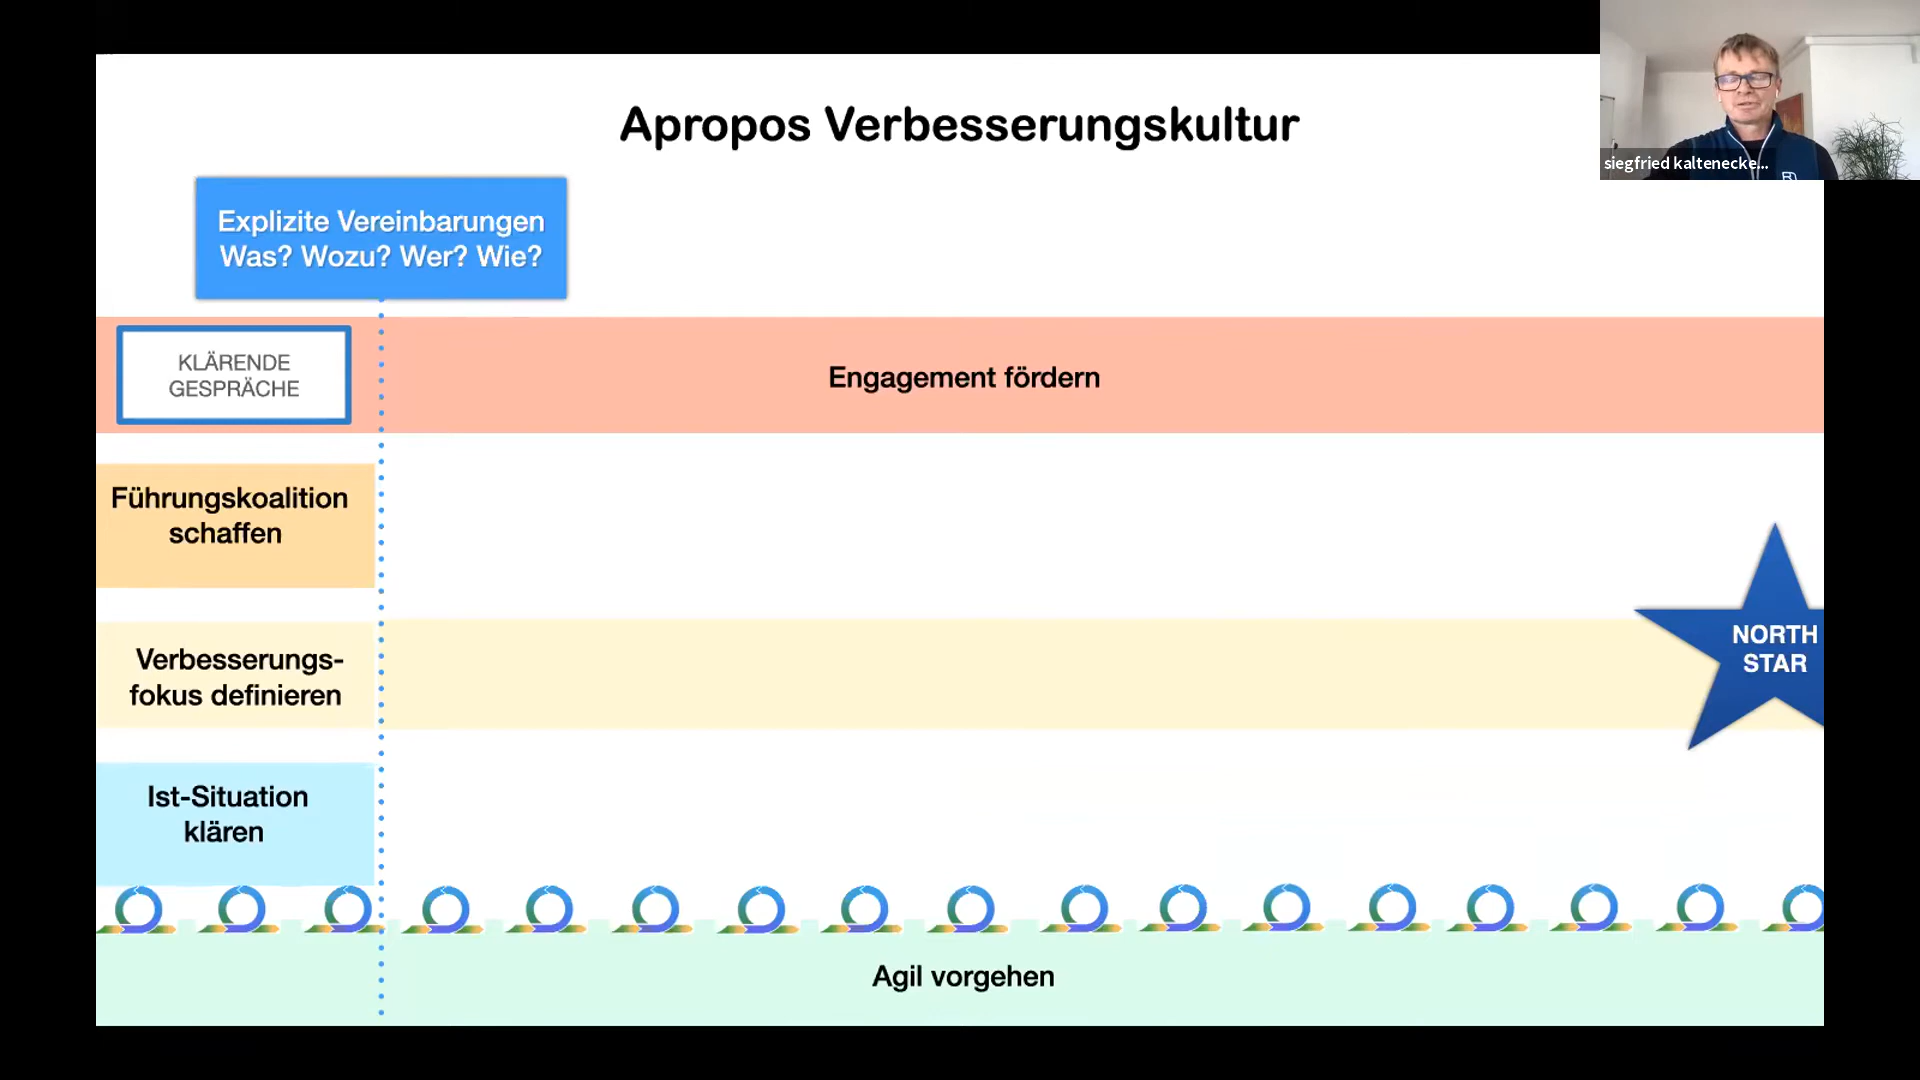 Apropos Verbesserungskultur
siegfried kaltenecke...
Explizite Vereinbarungen
Was? Wozu? Wer? Wie?
KLÄRENDE
GESPRÄCHE
Engagement fördern
Führungskoalition
schaffen
Verbesserungs-
fokus definieren
NORTH
STAR
Ist-Situation
klären
Agil vorgehen